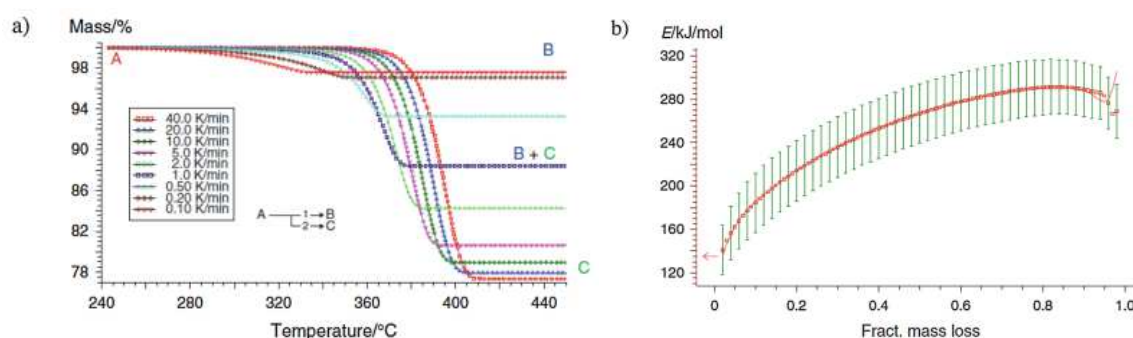 a)
Mass/%
A
B
98
94
90
86
82
78
40.0 K/min
20.0 K/min
10.0 K/min
5.0 K/min
2.0 K/min
1.0 K/min
0.50 K/min
0.20 K/min
0.10 K/min
A 1 B
2 C
B + C
C
240 280 320 360 400 440
Temperature/°C
b)
E/kJ/mol
320
280
240
200
160
120
0 0.2 0.4 0.6 0.8 1.0
Fract. mass loss